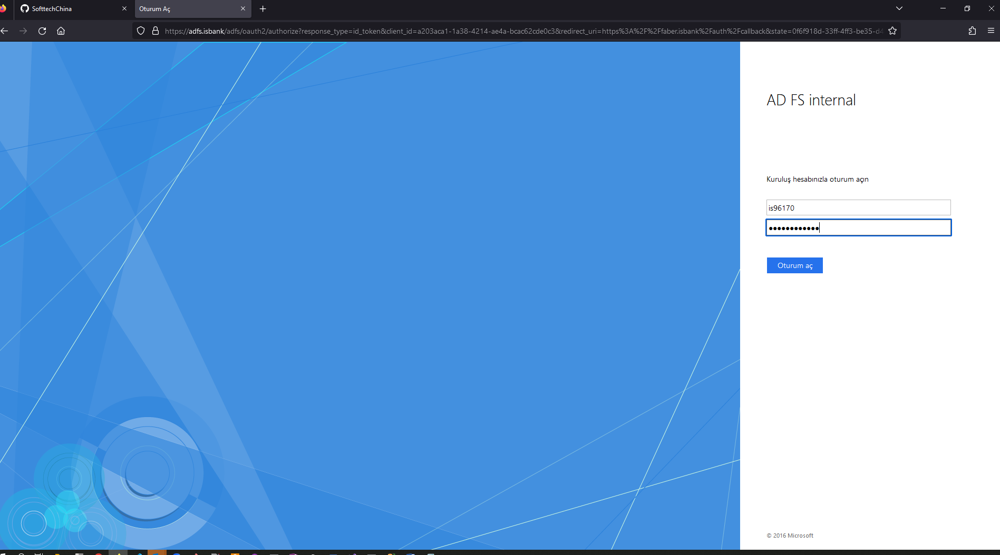 SofttechChina
Oturum Aç
https://adfs.isbank/adfs/oauth2/authorize?response_type=id_token&client_id=a203aca1-1a38-4214-ae4a-bcac62cde0c3&redirect_uri=https%3A%2F%2Ffaber.isbank%2Fauth%2Fcallback&state=0f6f918d-33ff-4ff3-be35-d4
AD FS internal
Kuruluş hesabınızla oturum açın
is96170
Oturum aç
© 2016 Microsoft